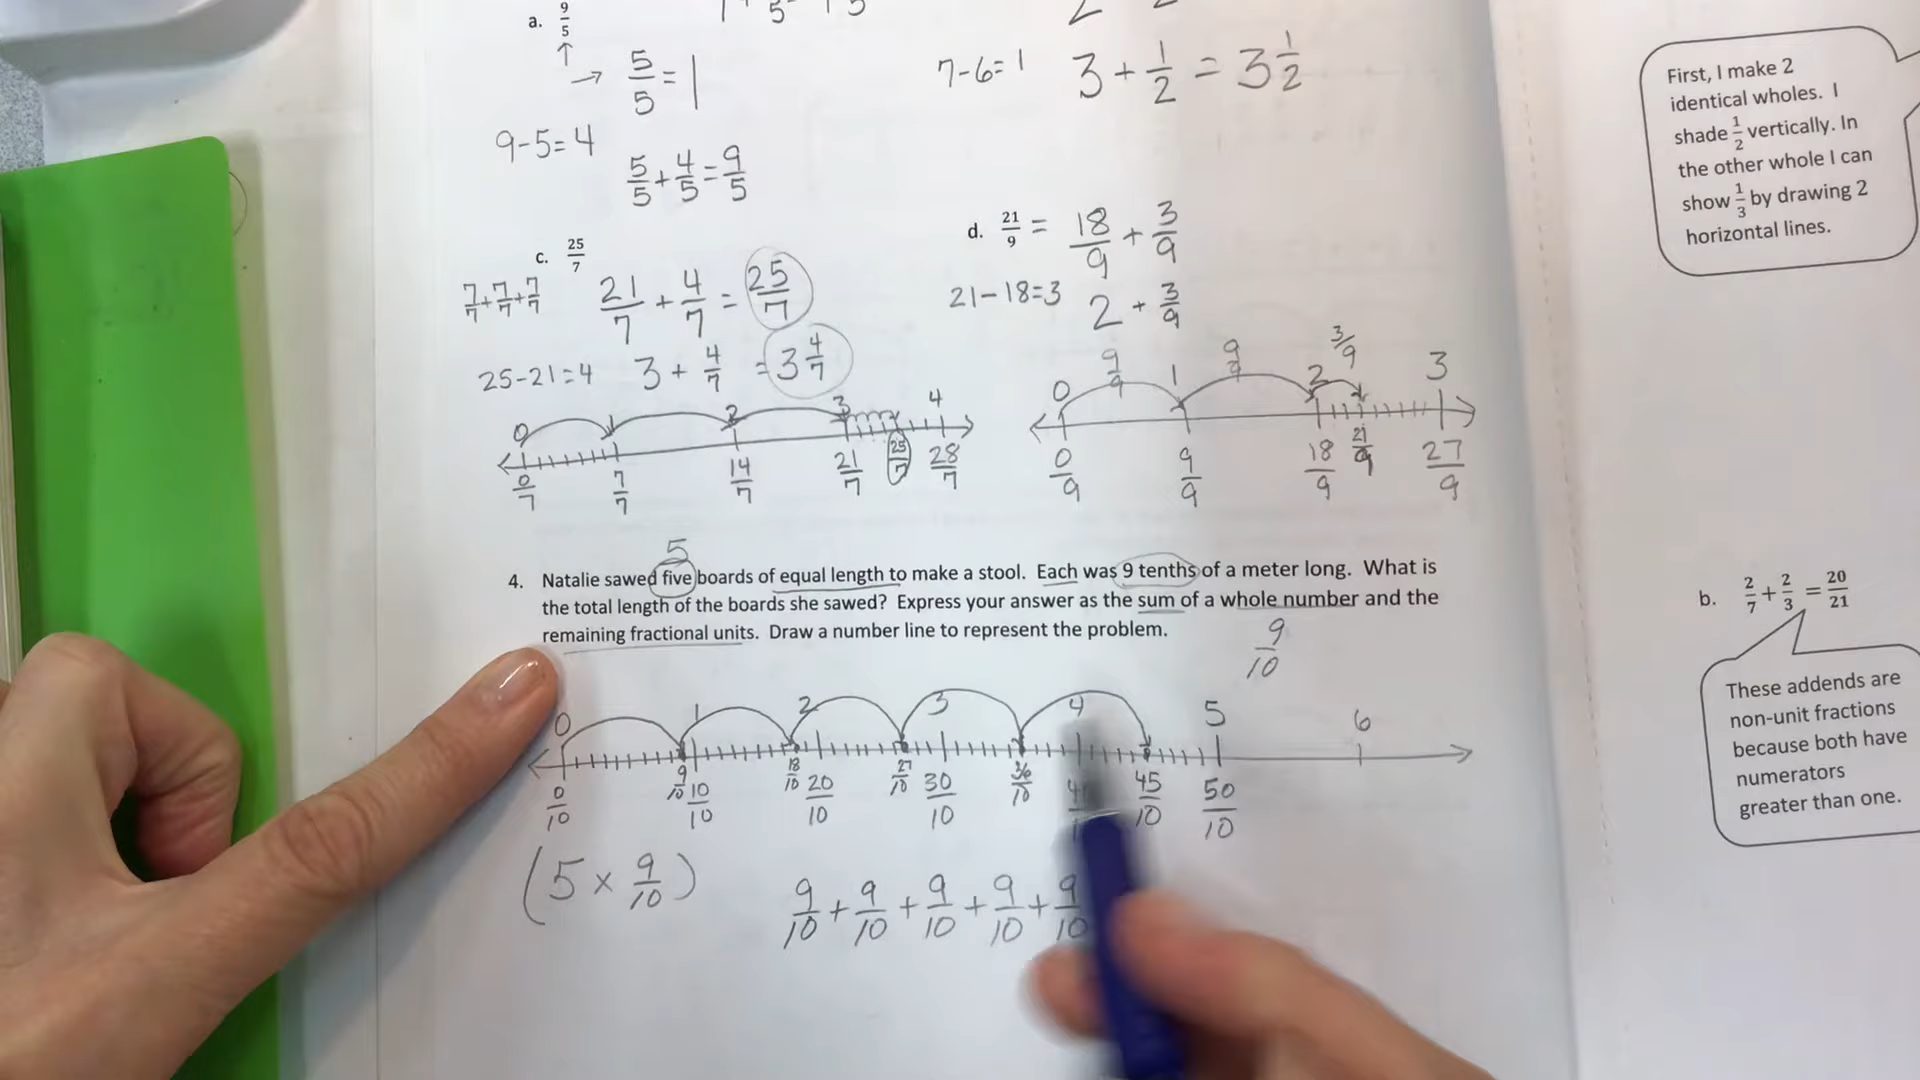 a. 9/5
5/5 = 1
9-5=4
5/5 + 4/5 = 9/5
7-6=1
3 + 1/2 = 3 1/2
c. 25/7
7/7+7/7+7/7
21/7 + 4/7 = 25/7
25-21=4
3 + 4/7 = 3 4/7
0 1 2 3 4
0/7 7/7 14/7 21/7 25/7 28/7
d. 21/9 = 18/9 + 3/9
21-18=3
2 + 3/9
9/9 9/9 3/9
0 1 2 3
0/9 9/9 18/9 21/9 27/9
5
4. Natalie sawed five boards of equal length to make a stool. Each was 9 tenths of a meter long. What is
the total length of the boards she sawed? Express your answer as the sum of a whole number and the
remaining fractional units. Draw a number line to represent the problem.
9/10
0 1 2 3 4 5 6
0/10 9/10 10/10 18/10 20/10 27/10 30/10 36/10 45/10 50/10
(5 × 9/10)
9/10 + 9/10 + 9/10 + 9/10 + 9/10
First, I make 2
identical wholes. I
shade 1/2 vertically. In
the other whole I can
show 1/3 by drawing 2
horizontal lines.
b. 2/7 + 2/3 = 20/21
These addends are
non-unit fractions
because both have
numerators
greater than one.